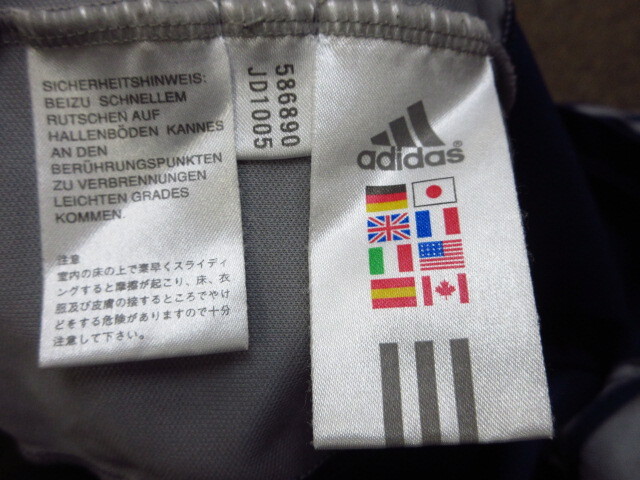 SICHERHEITSHINWEIS:
BEIZU SCHNELLEM
RUTSCHEN AUF
HALLENBÖDEN KANNES
AN DEN
BERÜHRUNGSPUNKTEN
ZU VERBRENNUNGEN
LEICHTEN GRADES
KOMMEN.
注意
室内の床の上で素早くスライディ
ングすると摩擦が起こり、床、衣
服及び皮膚の接するところでやけ
どをする危険がありますので十分
注意して下さい。
586890
JD1005
adidas